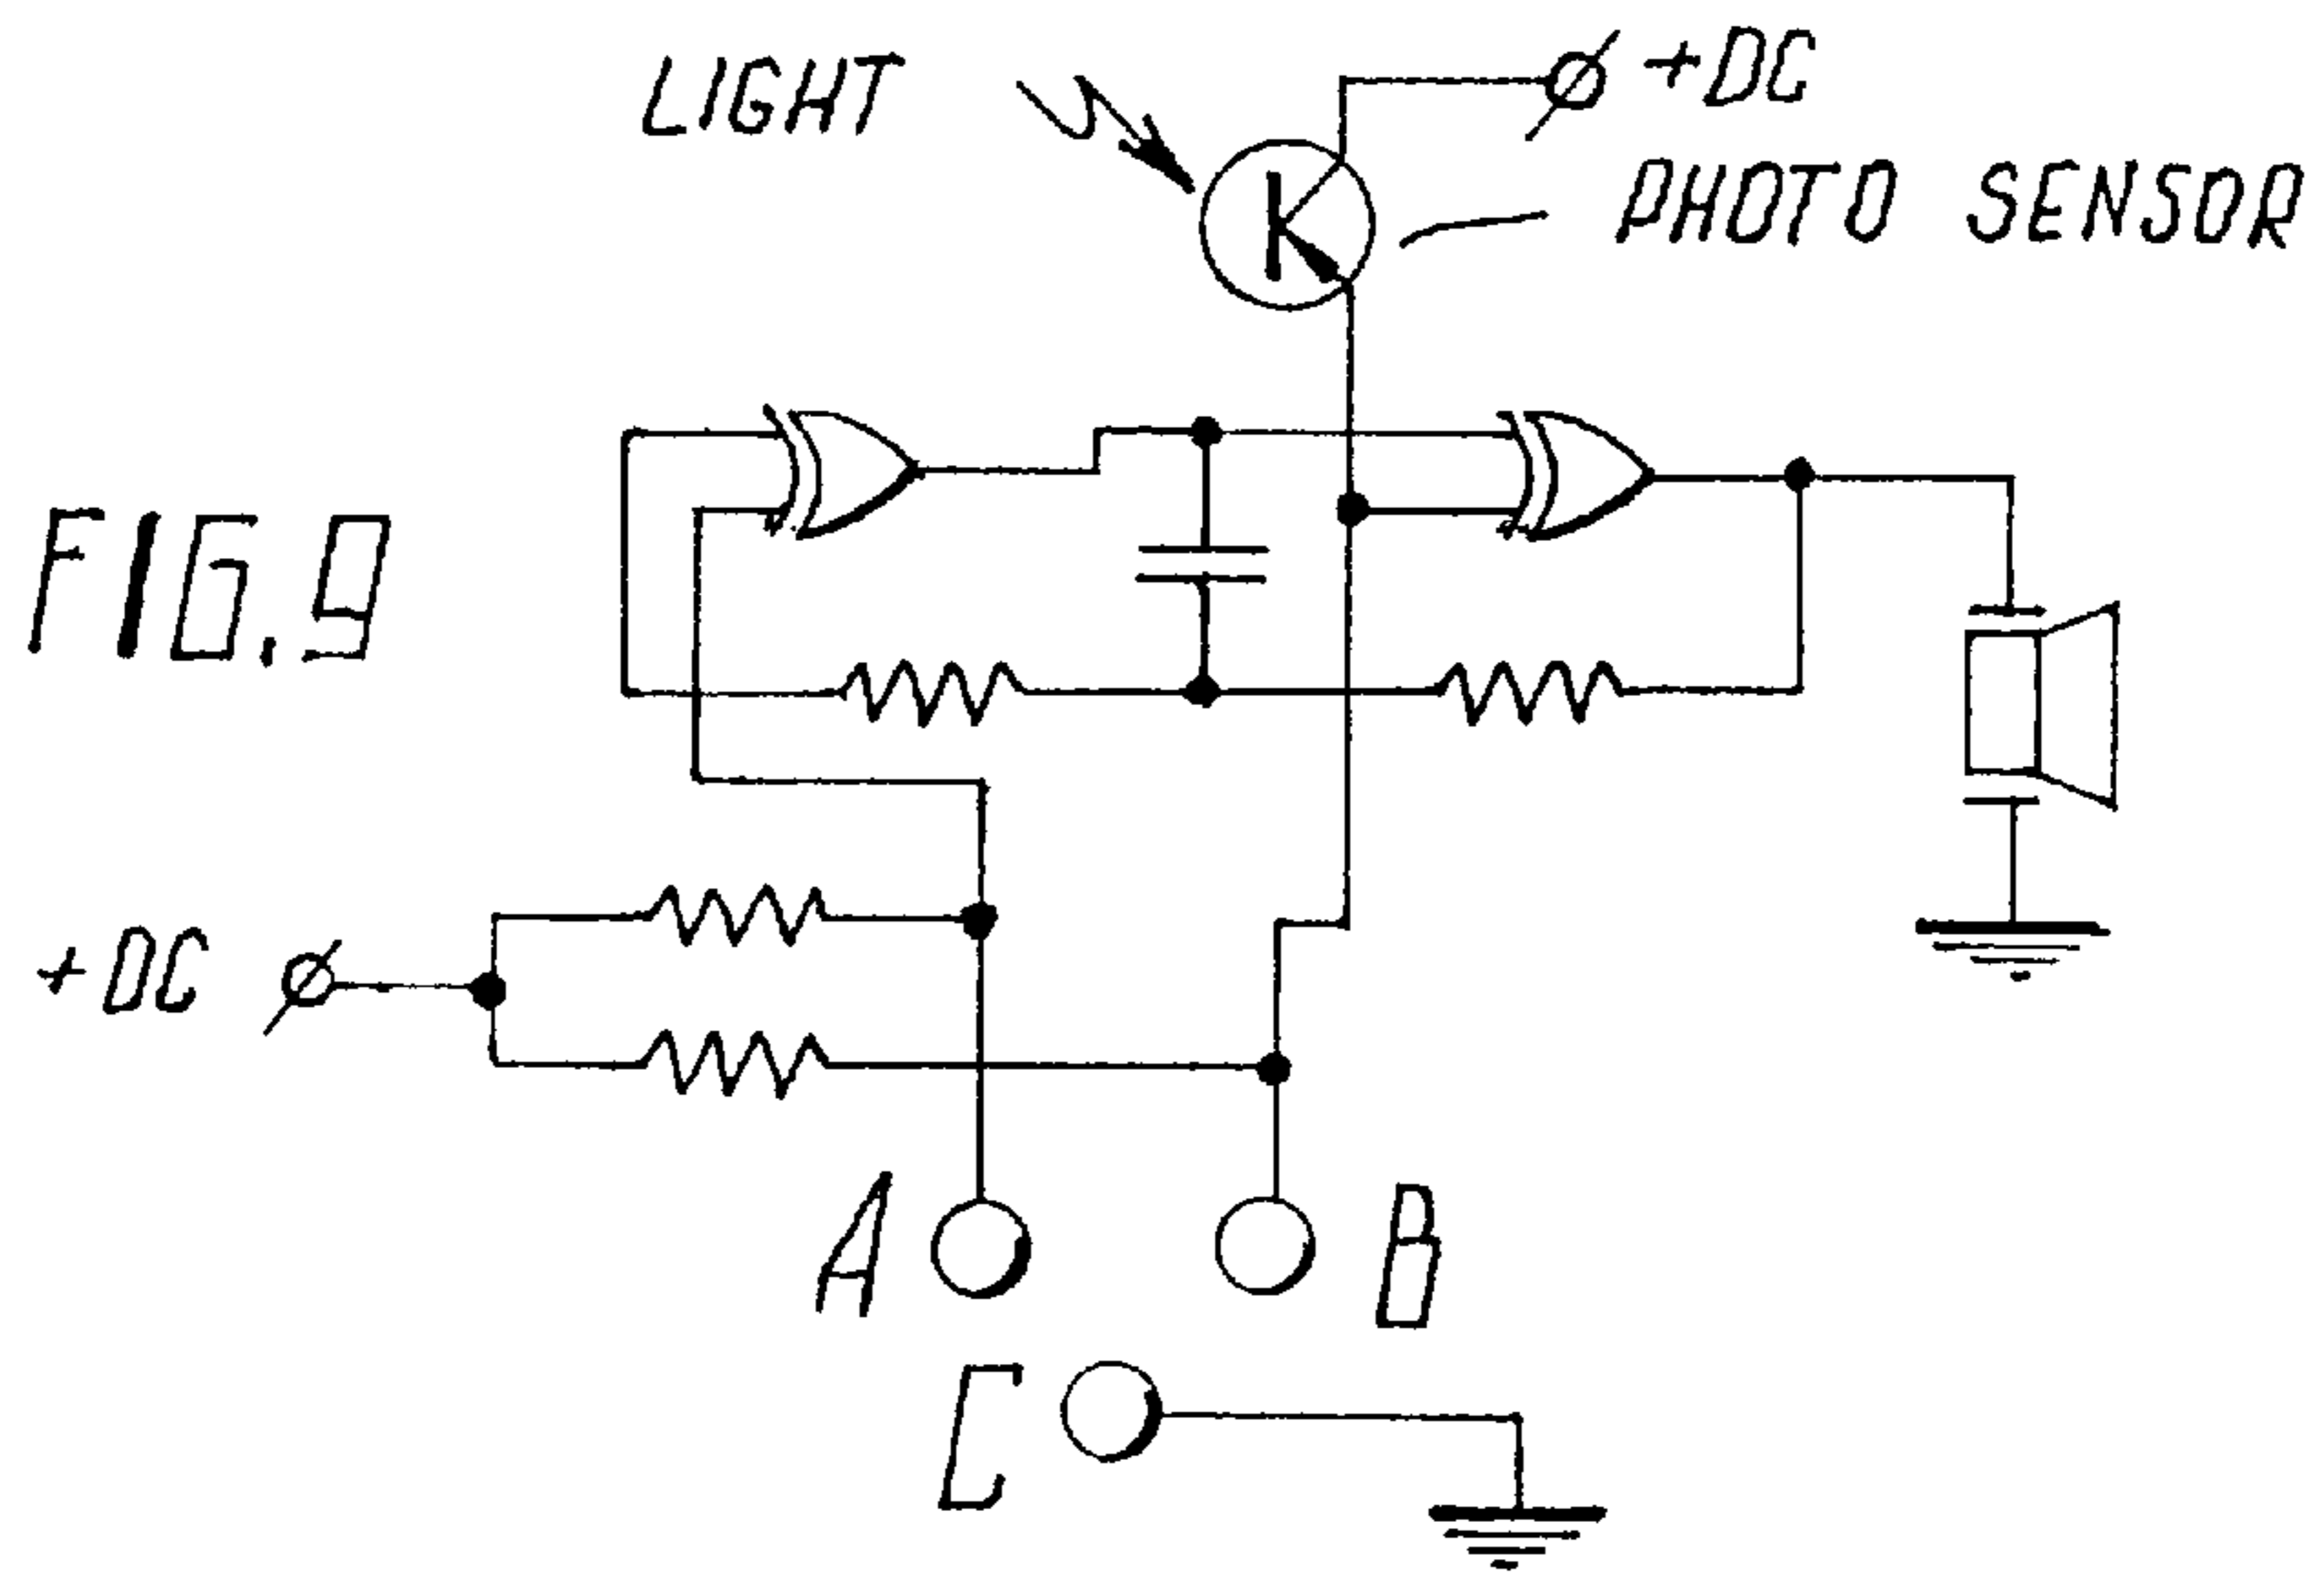 LIGHT
+DC
PHOTO SENSOR
FIG.9
+DC
A
B
C